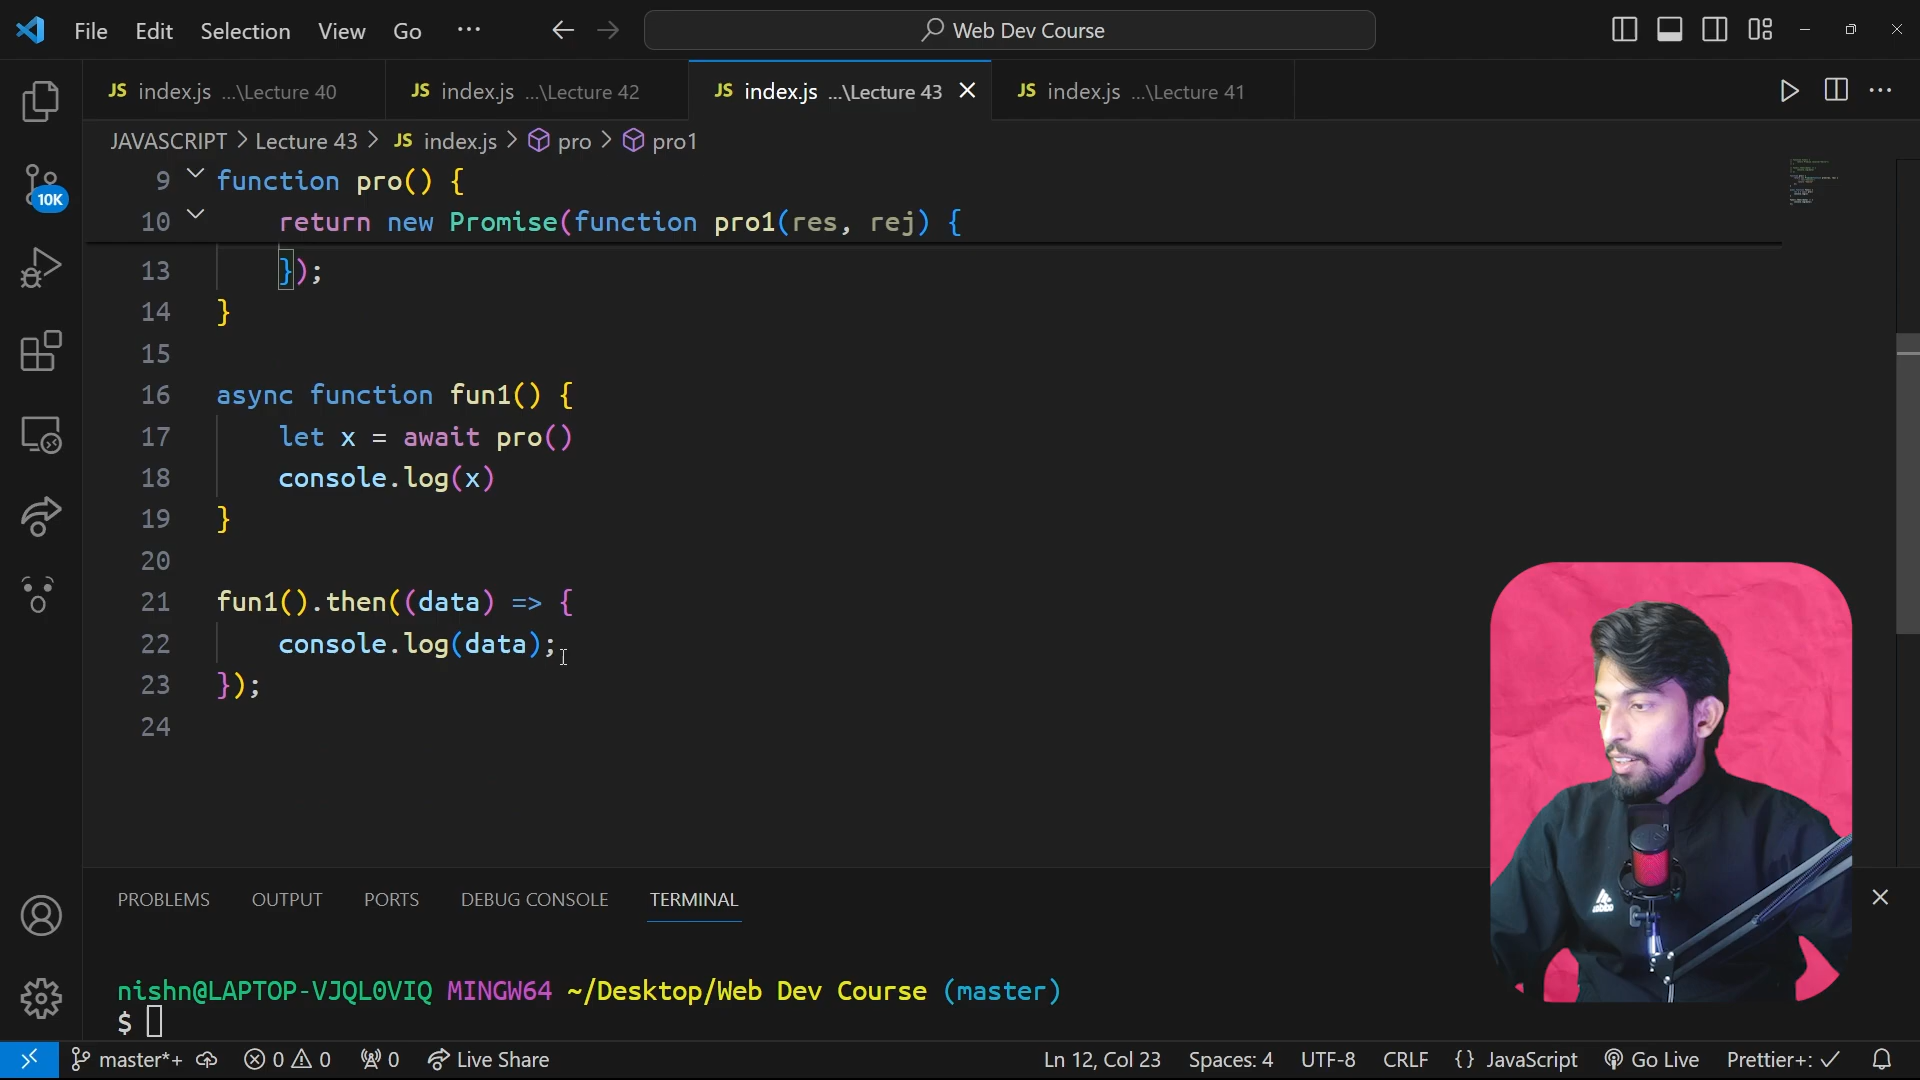 File Edit Selection View Go ··· Web Dev Course
JS index.js ...\Lecture 40 JS index.js ...\Lecture 42 JS index.js ...\Lecture 43 JS index.js ...\Lecture 41
JAVASCRIPT > Lecture 43 > JS index.js > pro > pro1
9 function pro() {
10 return new Promise(function pro1(res, rej) {
13 });
14 }
15
16 async function fun1() {
17 let x = await pro()
18 console.log(x)
19 }
20
21 fun1().then((data) => {
22 console.log(data);
23 });
24
10K
PROBLEMS OUTPUT PORTS DEBUG CONSOLE TERMINAL
nishn@LAPTOP-VJQL0VIQ MINGW64 ~/Desktop/Web Dev Course (master)
$
master*+ 0 0 0 Live Share Ln 12, Col 23 Spaces: 4 UTF-8 CRLF {} JavaScript Go Live Prettier+: ✓